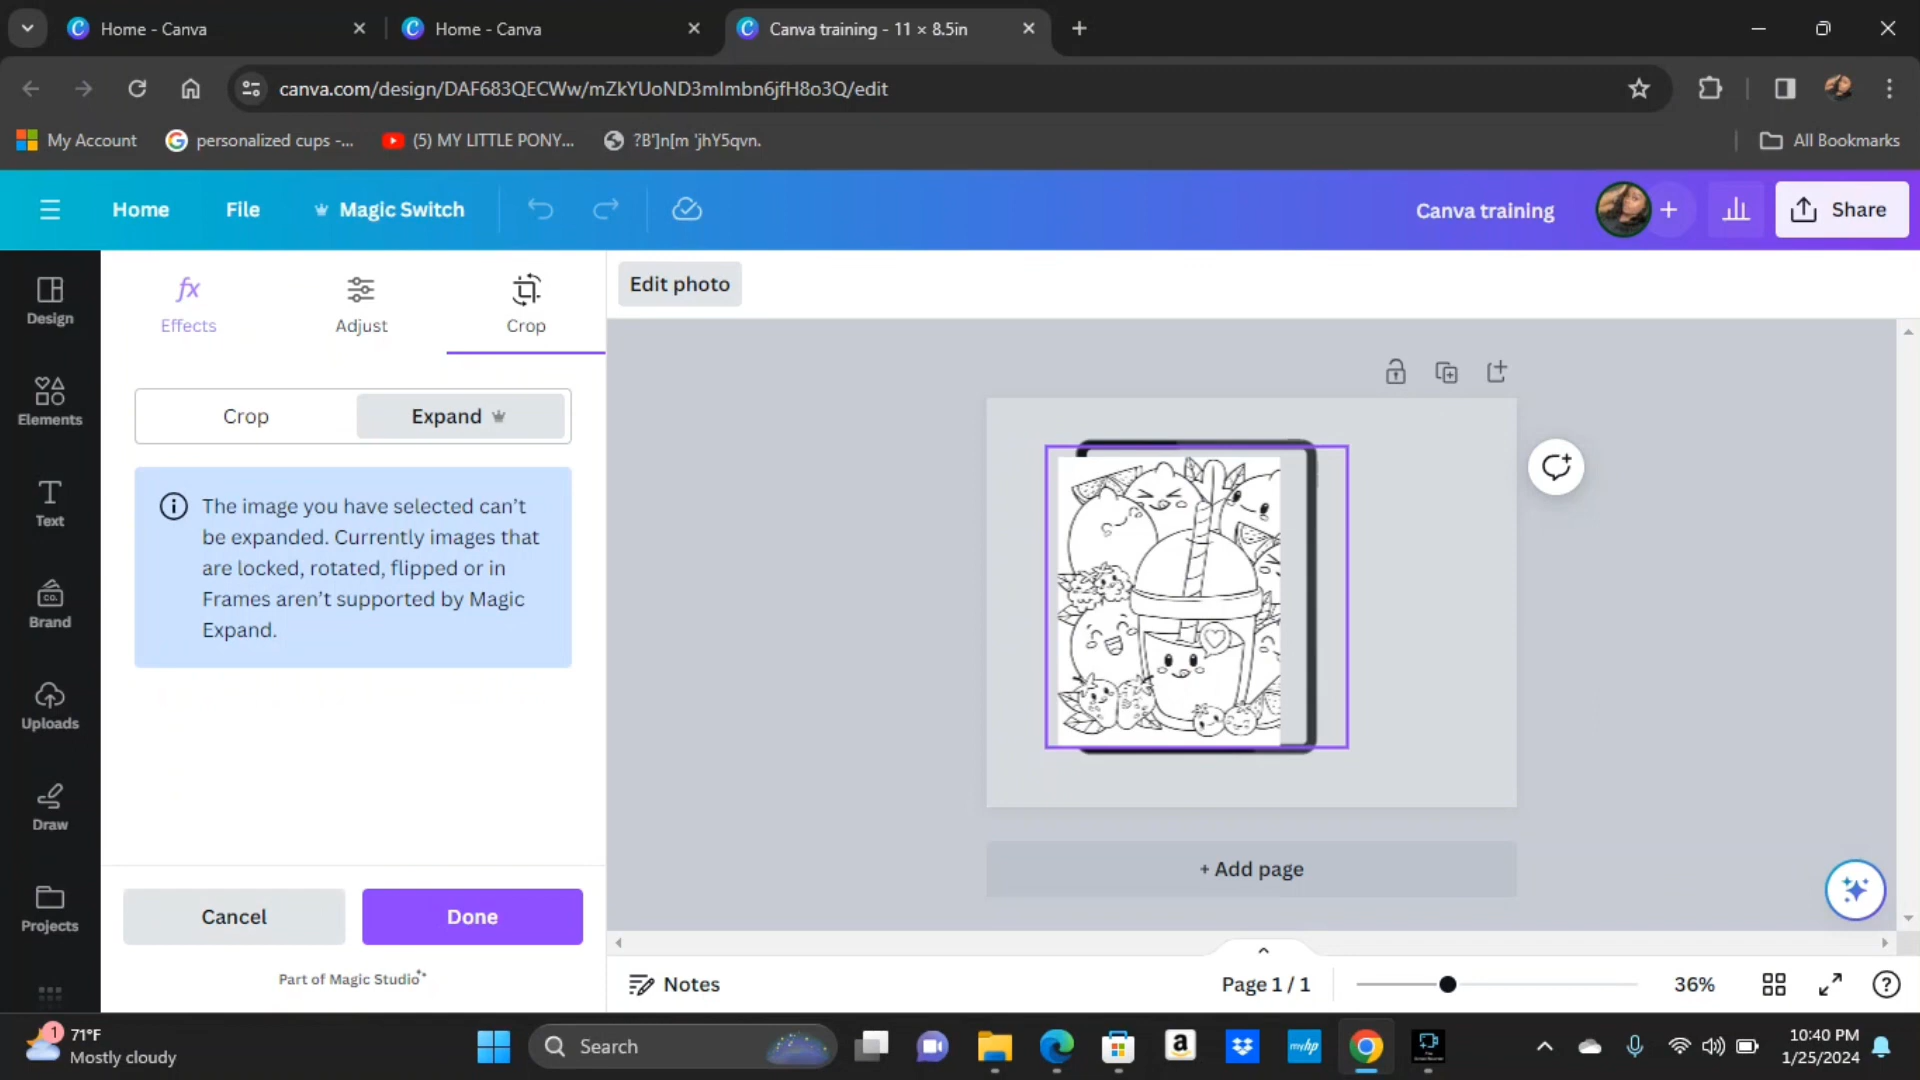 Home - Canva
Home - Canva
Canva training - 11 × 8.5in
canva.com/design/DAF683QECWw/mZkYUoND3mlmbn6jfH8o3Q/edit
My Account
personalized cups -...
(5) MY LITTLE PONY...
?B']n[m 'jhY5qvn.
All Bookmarks
Home
File
Magic Switch
Canva training
Share
Design
Elements
Text
Brand
Uploads
Draw
Projects
Effects
Adjust
Crop
Crop
Expand
The image you have selected can't
be expanded. Currently images that
are locked, rotated, flipped or in
Frames aren't supported by Magic
Expand.
Cancel
Done
Part of Magic Studio
Edit photo
+ Add page
Notes
Page 1 / 1
36%
1
71°F
Mostly cloudy
Search
myhp
10:40 PM
1/25/2024